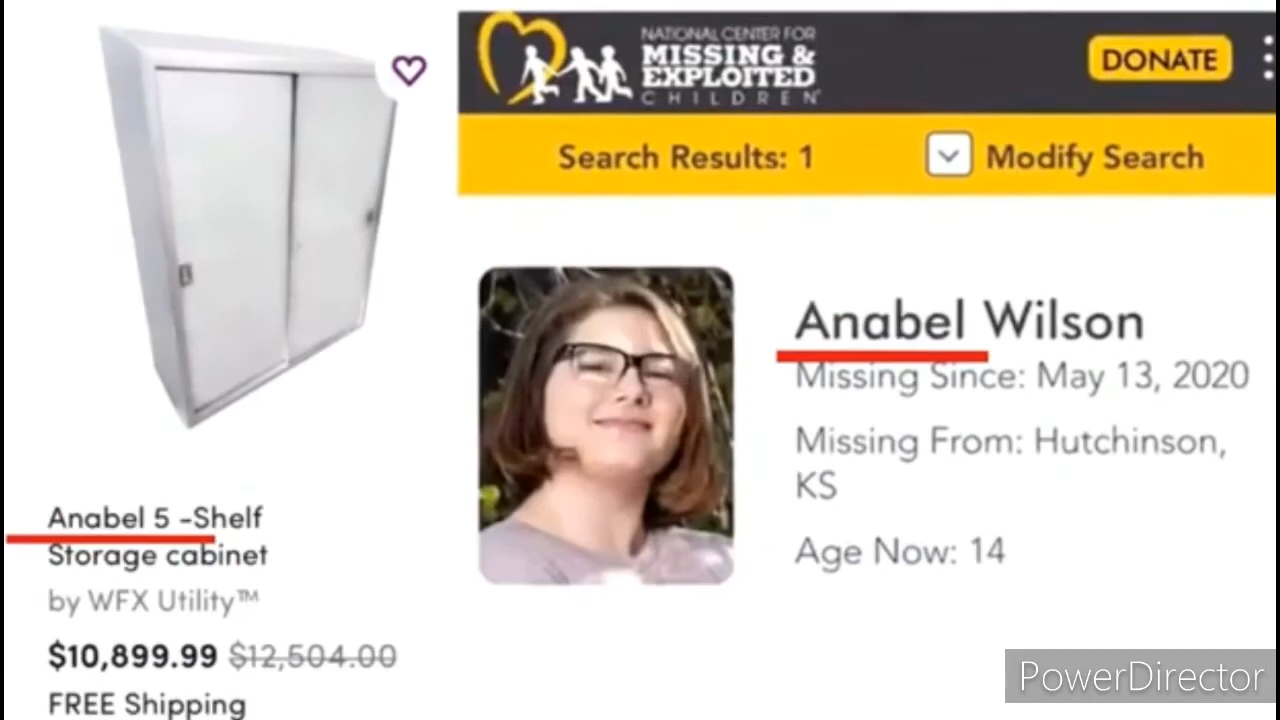 NATIONAL CENTER FOR
MISSING &
EXPLOITED
CHILDREN®
DONATE
Search Results: 1
Modify Search
Anabel Wilson
Missing Since: May 13, 2020
Missing From: Hutchinson,
KS
Age Now: 14
Anabel 5 -Shelf
Storage cabinet
by WFX Utility™
$10,899.99 $12,504.00
FREE Shipping
PowerDirector